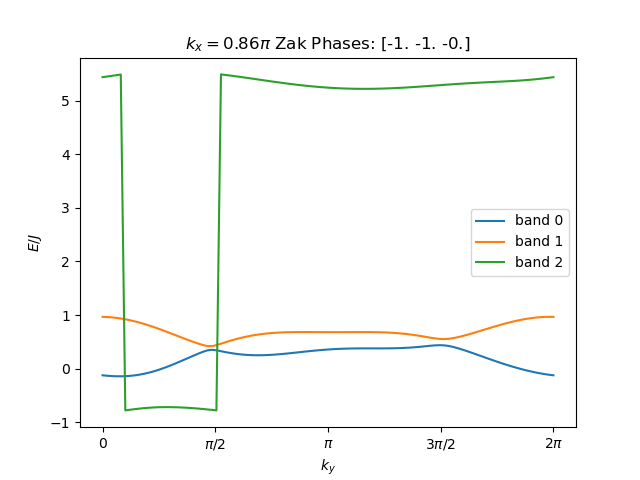 $k_x = 0.86\pi$ Zak Phases: [-1. -1. -0.]
E/J
5
4
3
2
1
0
−1
band 0
band 1
band 2
0 π/2 π 3π/2 2π
$k_y$